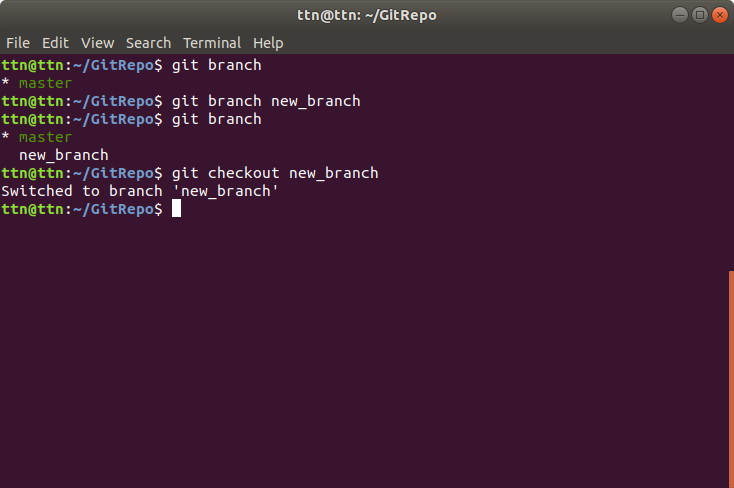 ttn@ttn: ~/GitRepo
File Edit View Search Terminal Help
ttn@ttn:~/GitRepo$ git branch
* master
ttn@ttn:~/GitRepo$ git branch new_branch
ttn@ttn:~/GitRepo$ git branch
* master
  new_branch
ttn@ttn:~/GitRepo$ git checkout new_branch
Switched to branch 'new_branch'
ttn@ttn:~/GitRepo$